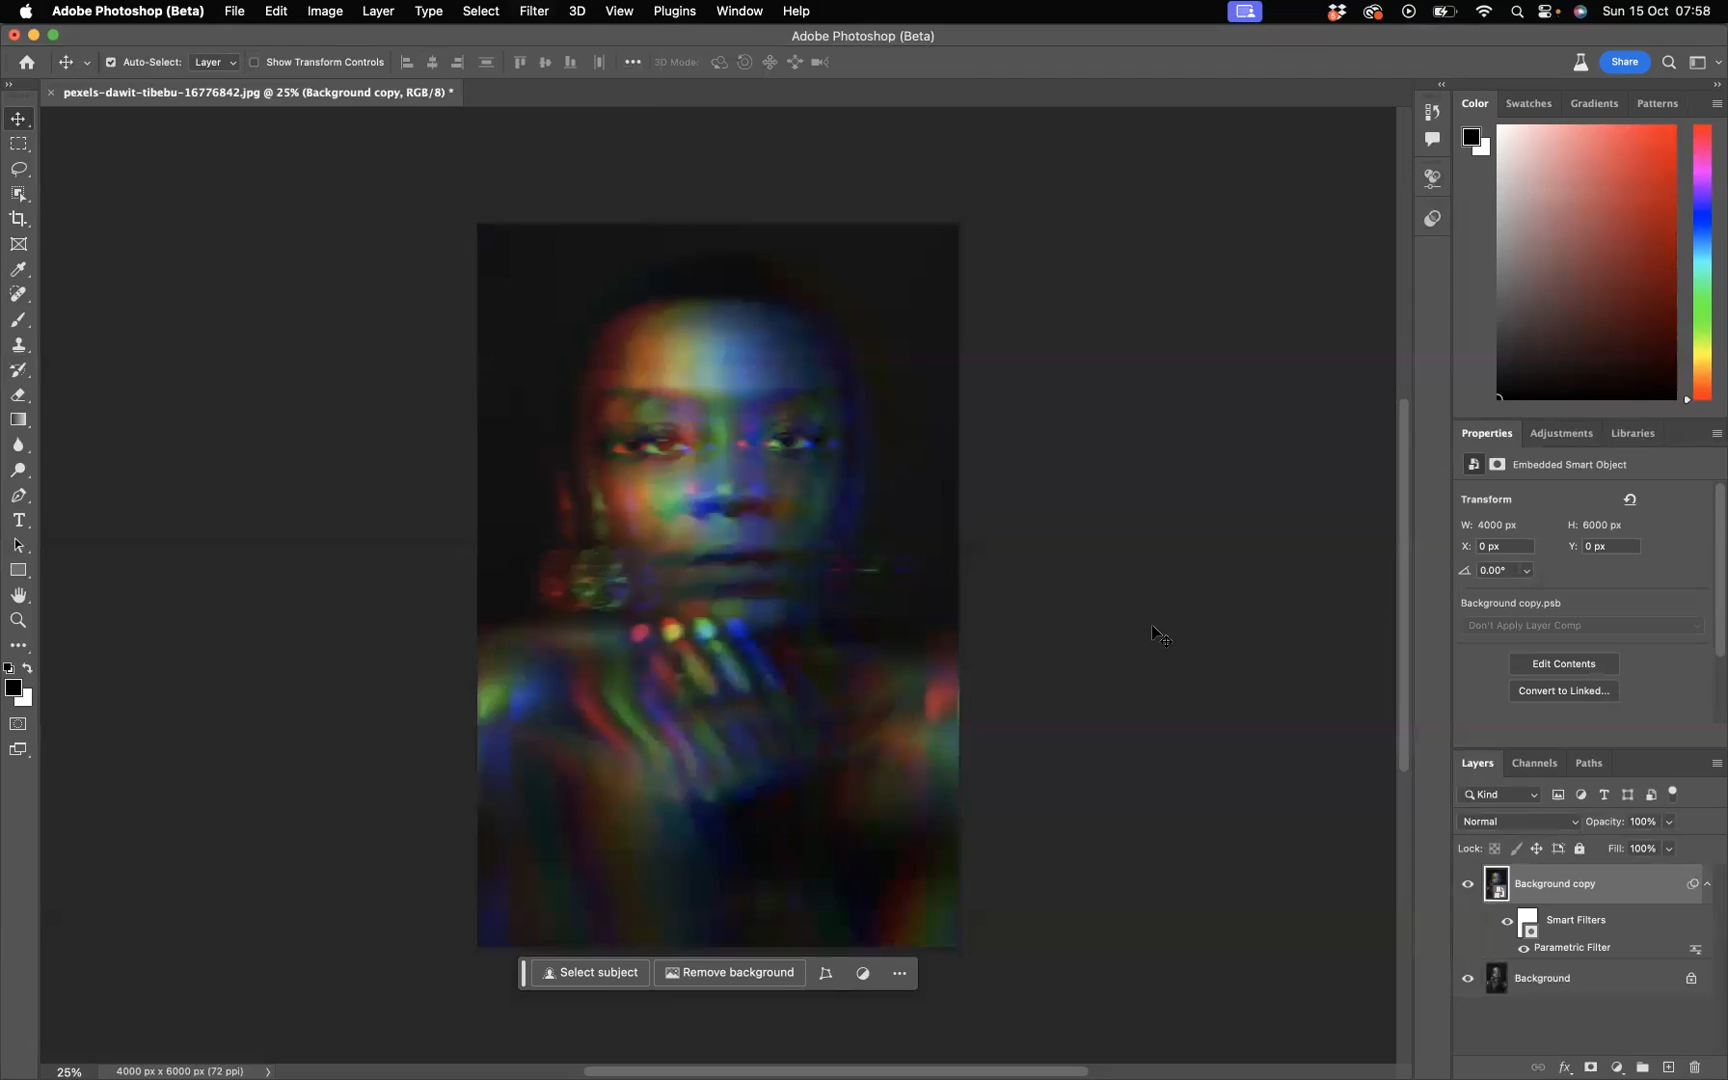 Adobe Photoshop (Beta) File Edit Image Layer Type Select Filter 3D View Plugins Window Help Sun 15 Oct 07:58
Adobe Photoshop (Beta)
Auto-Select: Layer Show Transform Controls 3D Mode: Share
pexels-dawit-tibebu-16776842.jpg @ 25% (Background copy, RGB/8) *
Color Swatches Gradients Patterns
Properties Adjustments Libraries
Embedded Smart Object
Transform
W: 4000 px H: 6000 px
X: 0 px Y: 0 px
0.00°
Background copy.psb
Don't Apply Layer Comp
Edit Contents
Convert to Linked...
Layers Channels Paths
Kind
Normal Opacity: 100%
Lock: Fill: 100%
Background copy
Smart Filters
Parametric Filter
Background
Select subject Remove background
25% 4000 px x 6000 px (72 ppi)